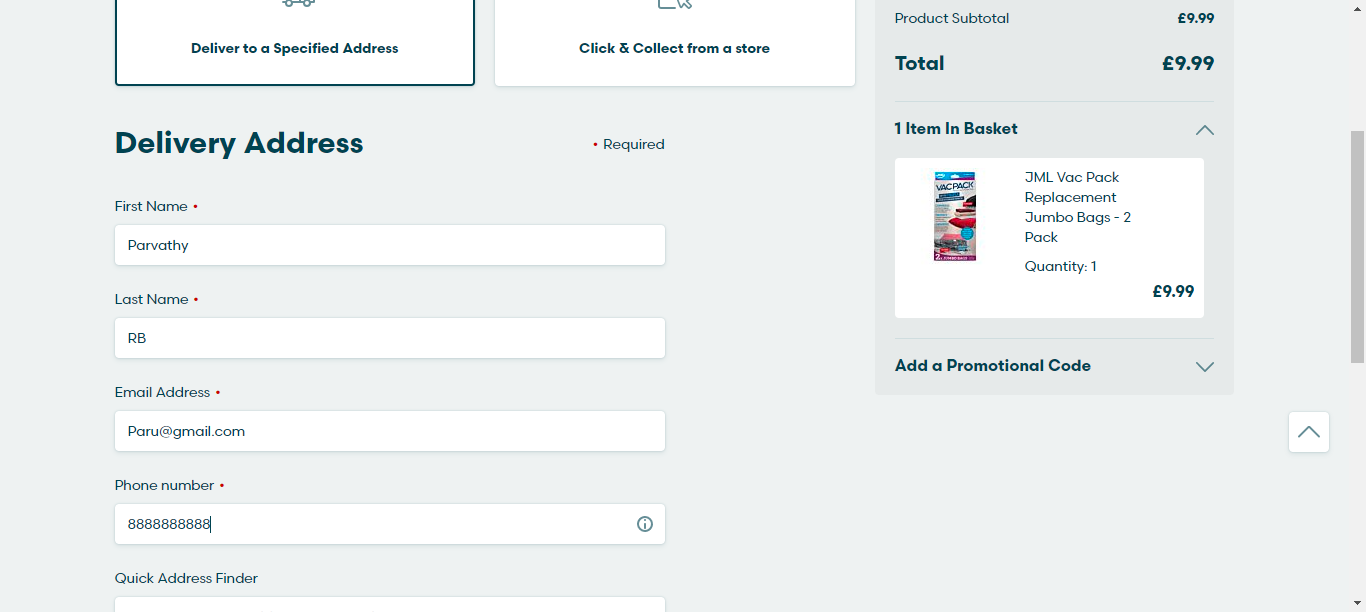 Deliver to a Specified Address
Click & Collect from a store
Delivery Address
• Required
First Name •
Parvathy
Last Name •
RB
Email Address •
Paru@gmail.com
Phone number •
8888888888
Quick Address Finder
Product Subtotal £9.99
Total £9.99
1 Item In Basket
VACPACK
JML Vac Pack
Replacement
Jumbo Bags - 2
Pack
Quantity: 1
£9.99
Add a Promotional Code